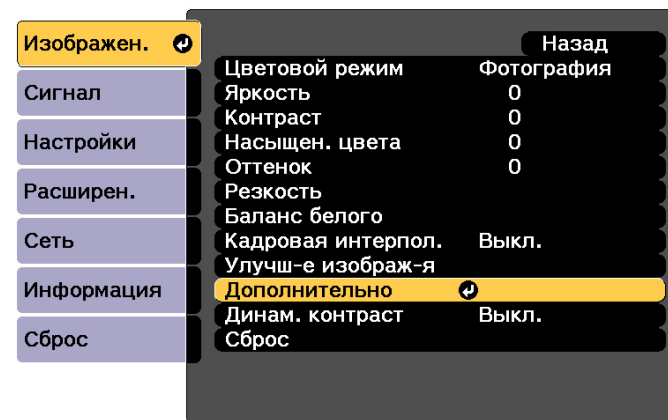 Изображен.
Сигнал
Настройки
Расширен.
Сеть
Информация
Сброс
Назад
Цветовой режим Фотография
Яркость 0
Контраст 0
Насыщен. цвета 0
Оттенок 0
Резкость
Баланс белого
Кадровая интерпол. Выкл.
Улучш-е изображ-я
Дополнительно
Динам. контраст Выкл.
Сброс